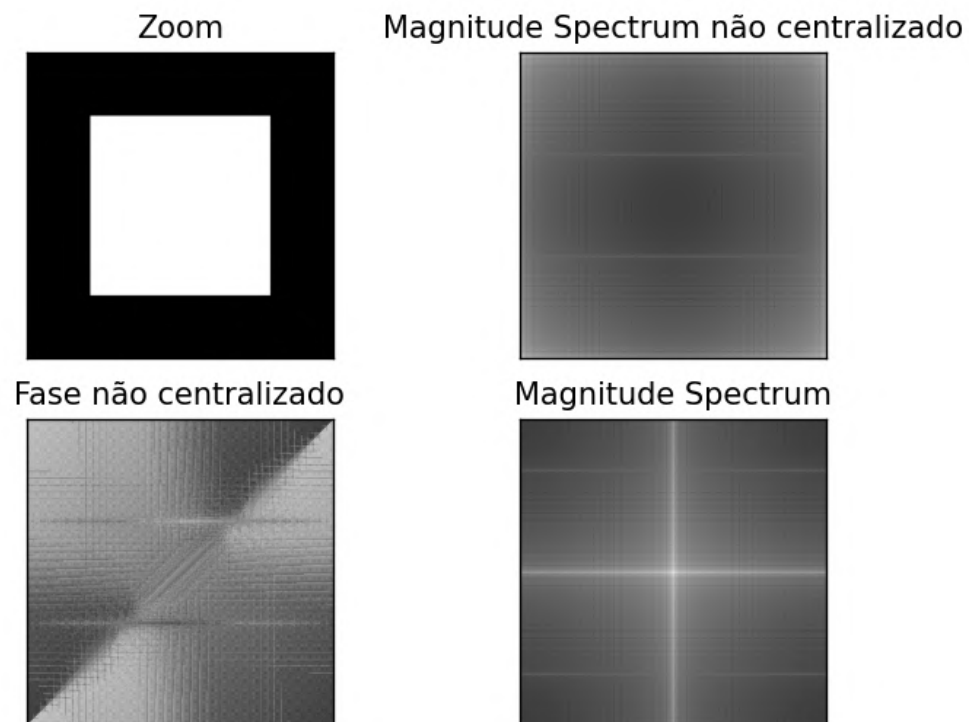 Zoom
Magnitude Spectrum não centralizado
Fase não centralizado
Magnitude Spectrum